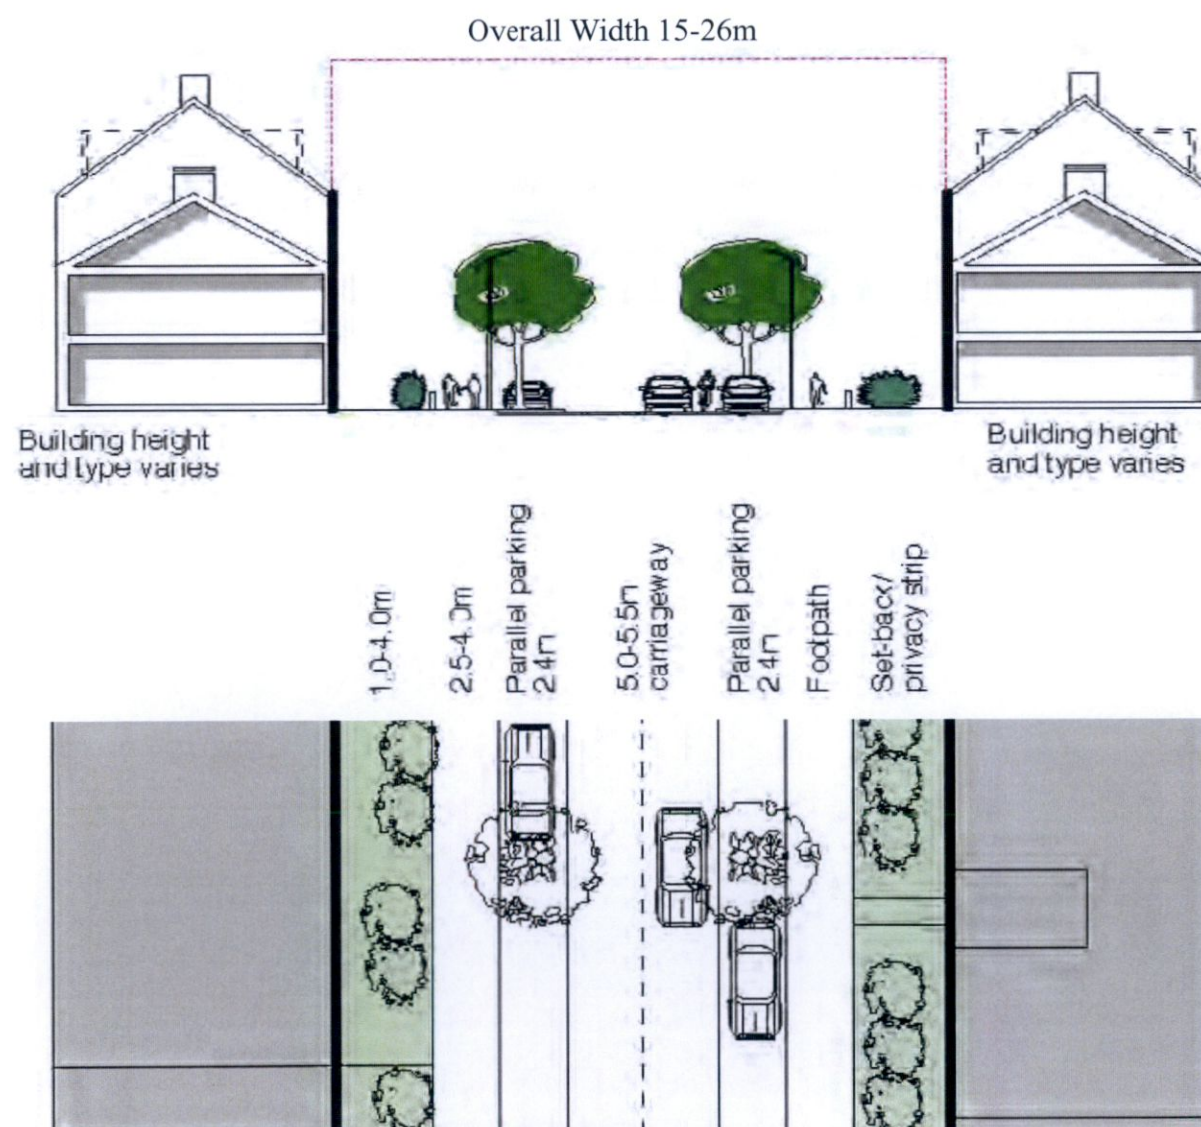 Overall Width 15-26m
Building height
and type varies
Building height
and type varies
1.0-4.0m
2.5-4.0m
Parallel parking
2.4m
5.0-5.5m
carriageway
Parallel parking
2.4m
Footpath
Set-back/
privacy strip